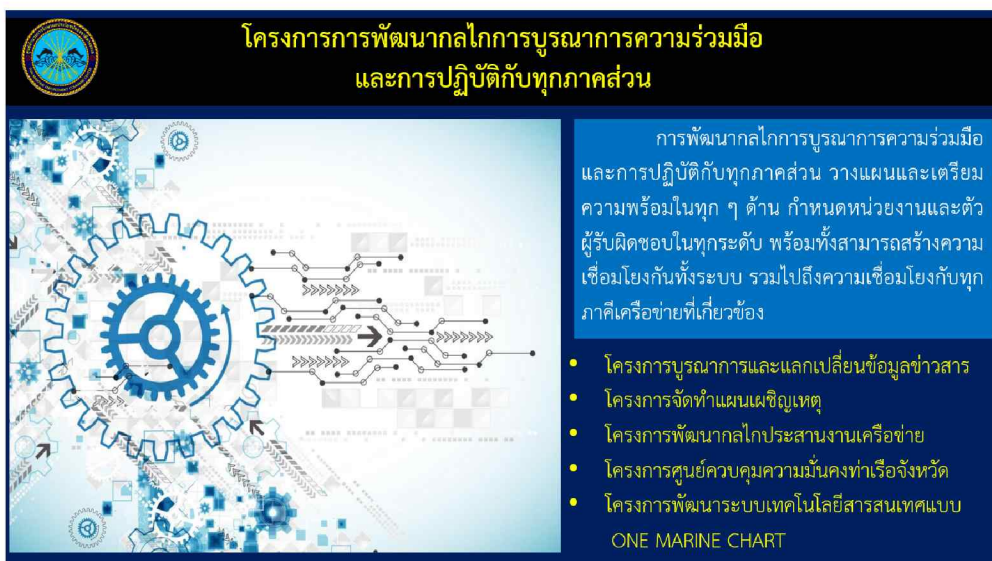 โครงการการพัฒนากลไกการบูรณาการความร่วมมือ
และการปฏิบัติกับทุกภาคส่วน
การพัฒนากลไกการบูรณาการความร่วมมือ
และการปฏิบัติกับทุกภาคส่วน วางแผนและเตรียม
ความพร้อมในทุก ๆ ด้าน กำหนดหน่วยงานและตัว
ผู้รับผิดชอบในทุกระดับ พร้อมทั้งสามารถสร้างความ
เชื่อมโยงกันทั้งระบบ รวมไปถึงความเชื่อมโยงกับทุก
ภาคีเครือข่ายที่เกี่ยวข้อง
• โครงการบูรณาการและแลกเปลี่ยนข้อมูลข่าวสาร
• โครงการจัดทำแผนเผชิญเหตุ
• โครงการพัฒนากลไกประสานงานเครือข่าย
• โครงการศูนย์ควบคุมความมั่นคงท่าเรือจังหวัด
• โครงการพัฒนาระบบเทคโนโลยีสารสนเทศแบบ
ONE MARINE CHART